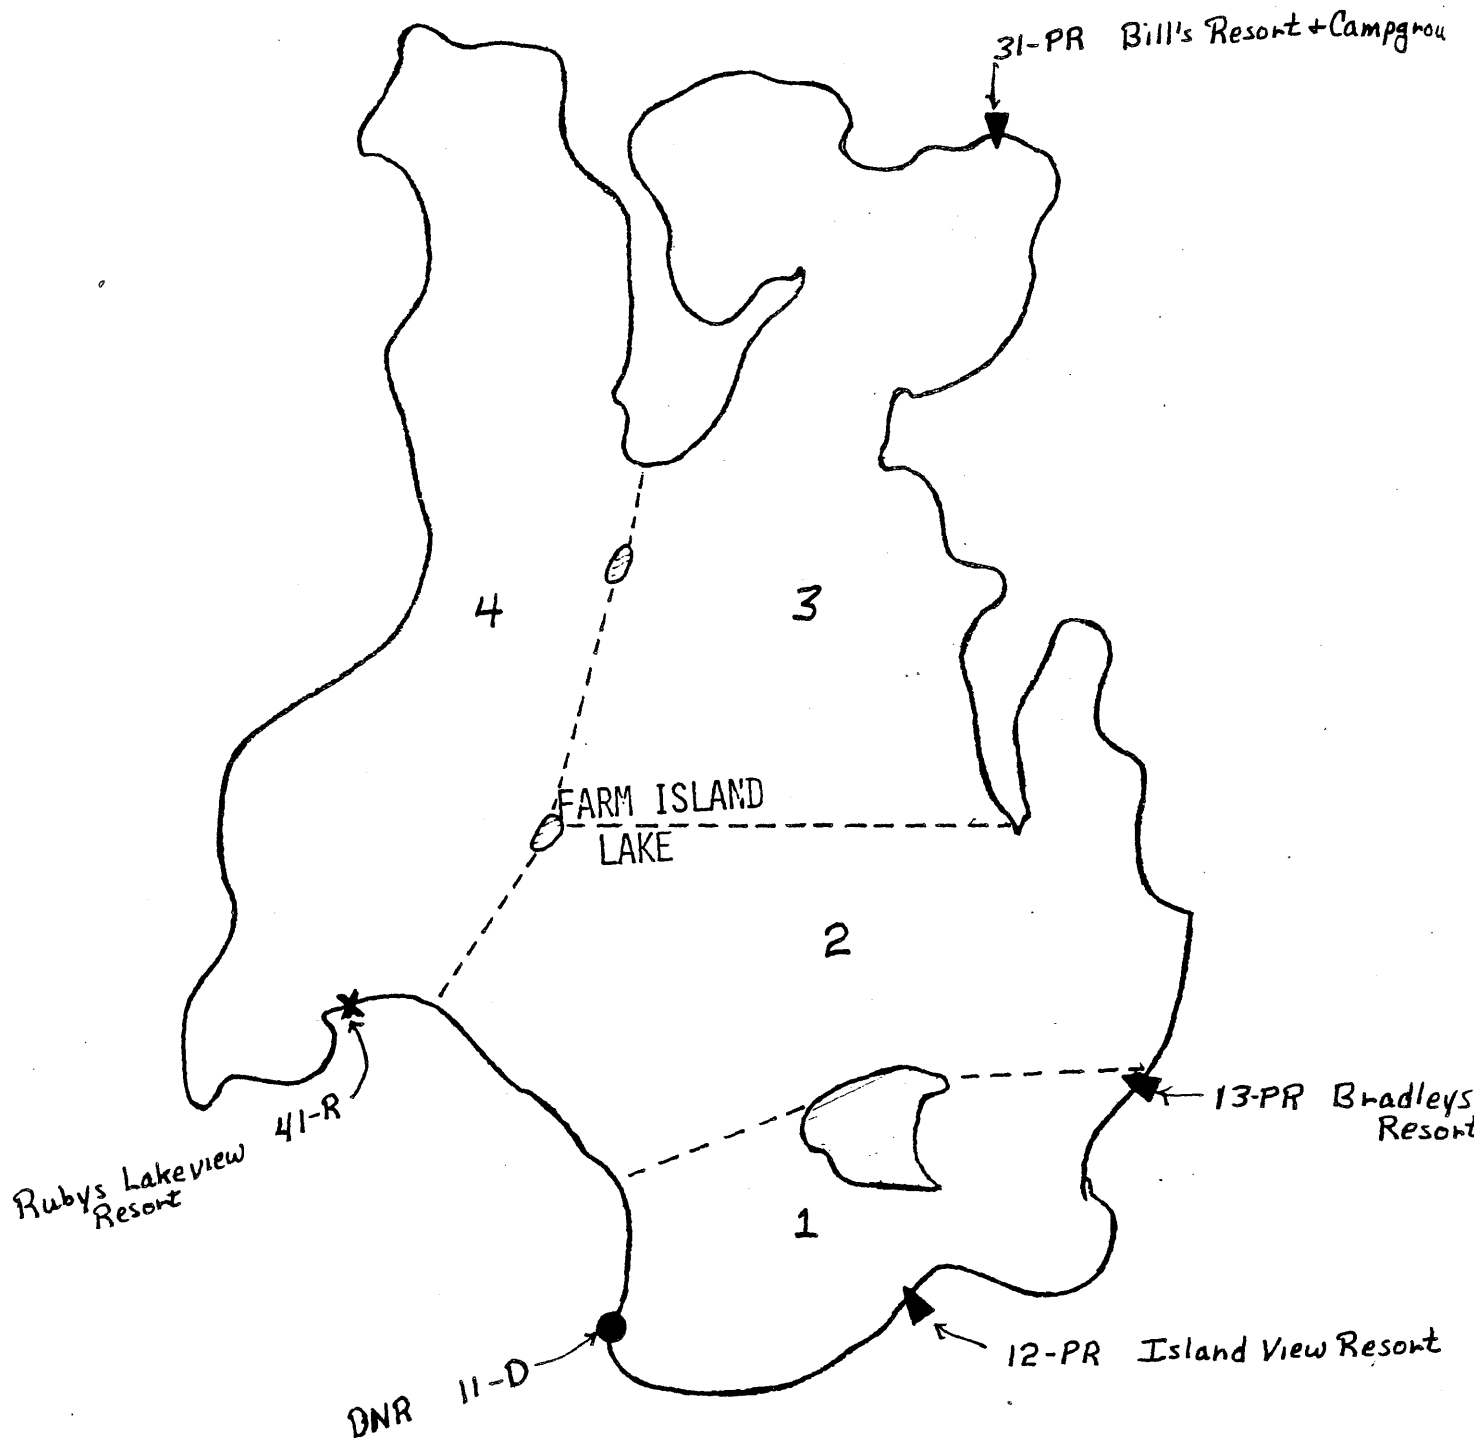 31-PR Bill's Resort + Campgrou
4
3
FARM ISLAND
LAKE
2
13-PR Bradleys
Resort
41-R
Rubys Lakeview
Resort
1
12-PR Island View Resort
DNR 11-D